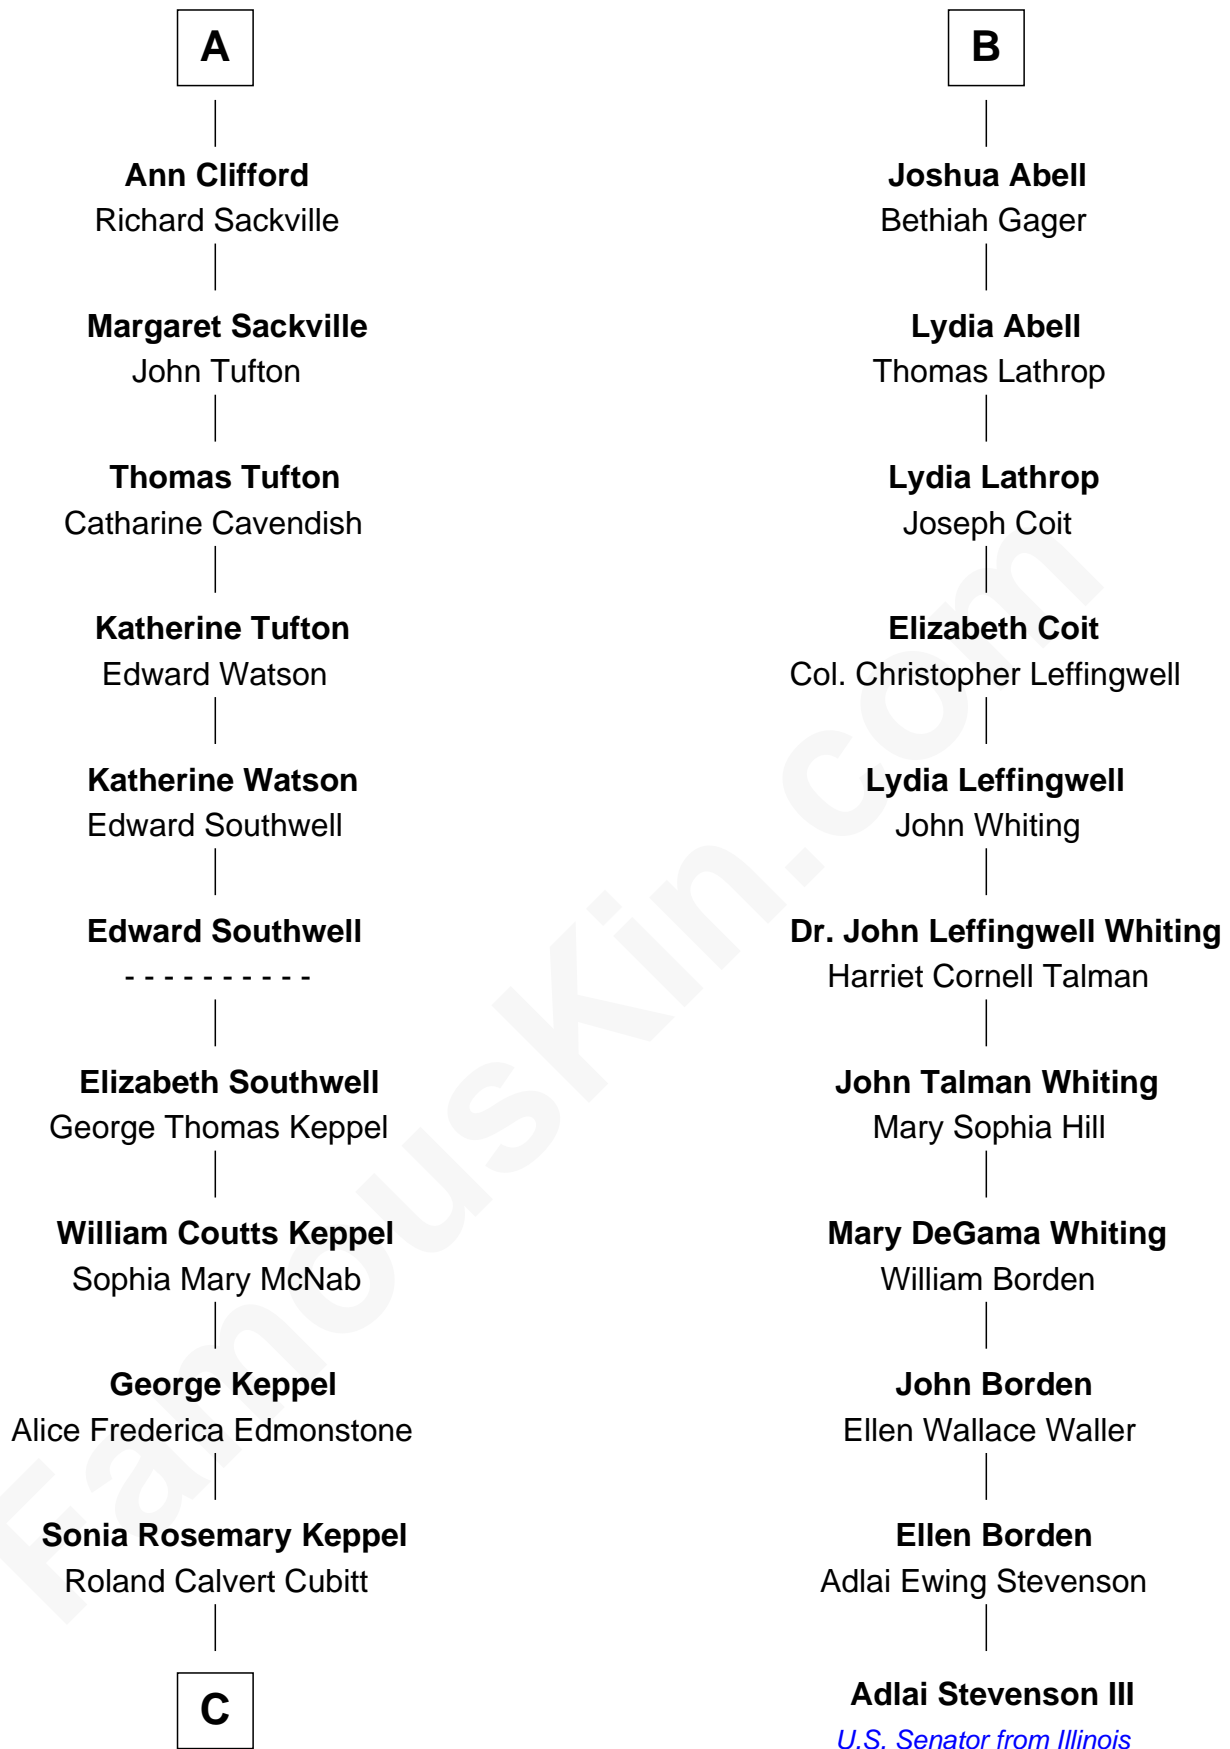 A
Ann Clifford
Richard Sackville
Margaret Sackville
John Tufton
Thomas Tufton
Catharine Cavendish
Katherine Tufton
Edward Watson
Katherine Watson
Edward Southwell
Edward Southwell
- - - - - - - - - -
Elizabeth Southwell
George Thomas Keppel
William Coutts Keppel
Sophia Mary McNab
George Keppel
Alice Frederica Edmonstone
Sonia Rosemary Keppel
Roland Calvert Cubitt
C
B
Joshua Abell
Bethiah Gager
Lydia Abell
Thomas Lathrop
Lydia Lathrop
Joseph Coit
Elizabeth Coit
Col. Christopher Leffingwell
Lydia Leffingwell
John Whiting
Dr. John Leffingwell Whiting
Harriet Cornell Talman
John Talman Whiting
Mary Sophia Hill
Mary DeGama Whiting
William Borden
John Borden
Ellen Wallace Waller
Ellen Borden
Adlai Ewing Stevenson
Adlai Stevenson III
U.S. Senator from Illinois
FamousKin.com